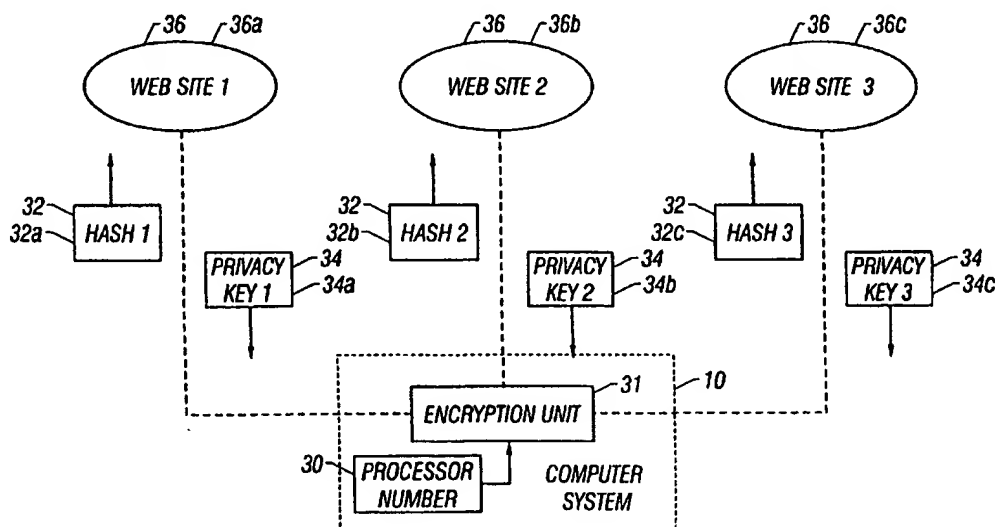 36 36a 36 36b 36 36c
WEB SITE 1 WEB SITE 2 WEB SITE 3
32 32 32
32a HASH 1 32b HASH 2 32c HASH 3
PRIVACY 34 PRIVACY 34 PRIVACY 34
KEY 1 34a KEY 2 34b KEY 3 34c
31 10
ENCRYPTION UNIT
30 PROCESSOR COMPUTER
NUMBER SYSTEM